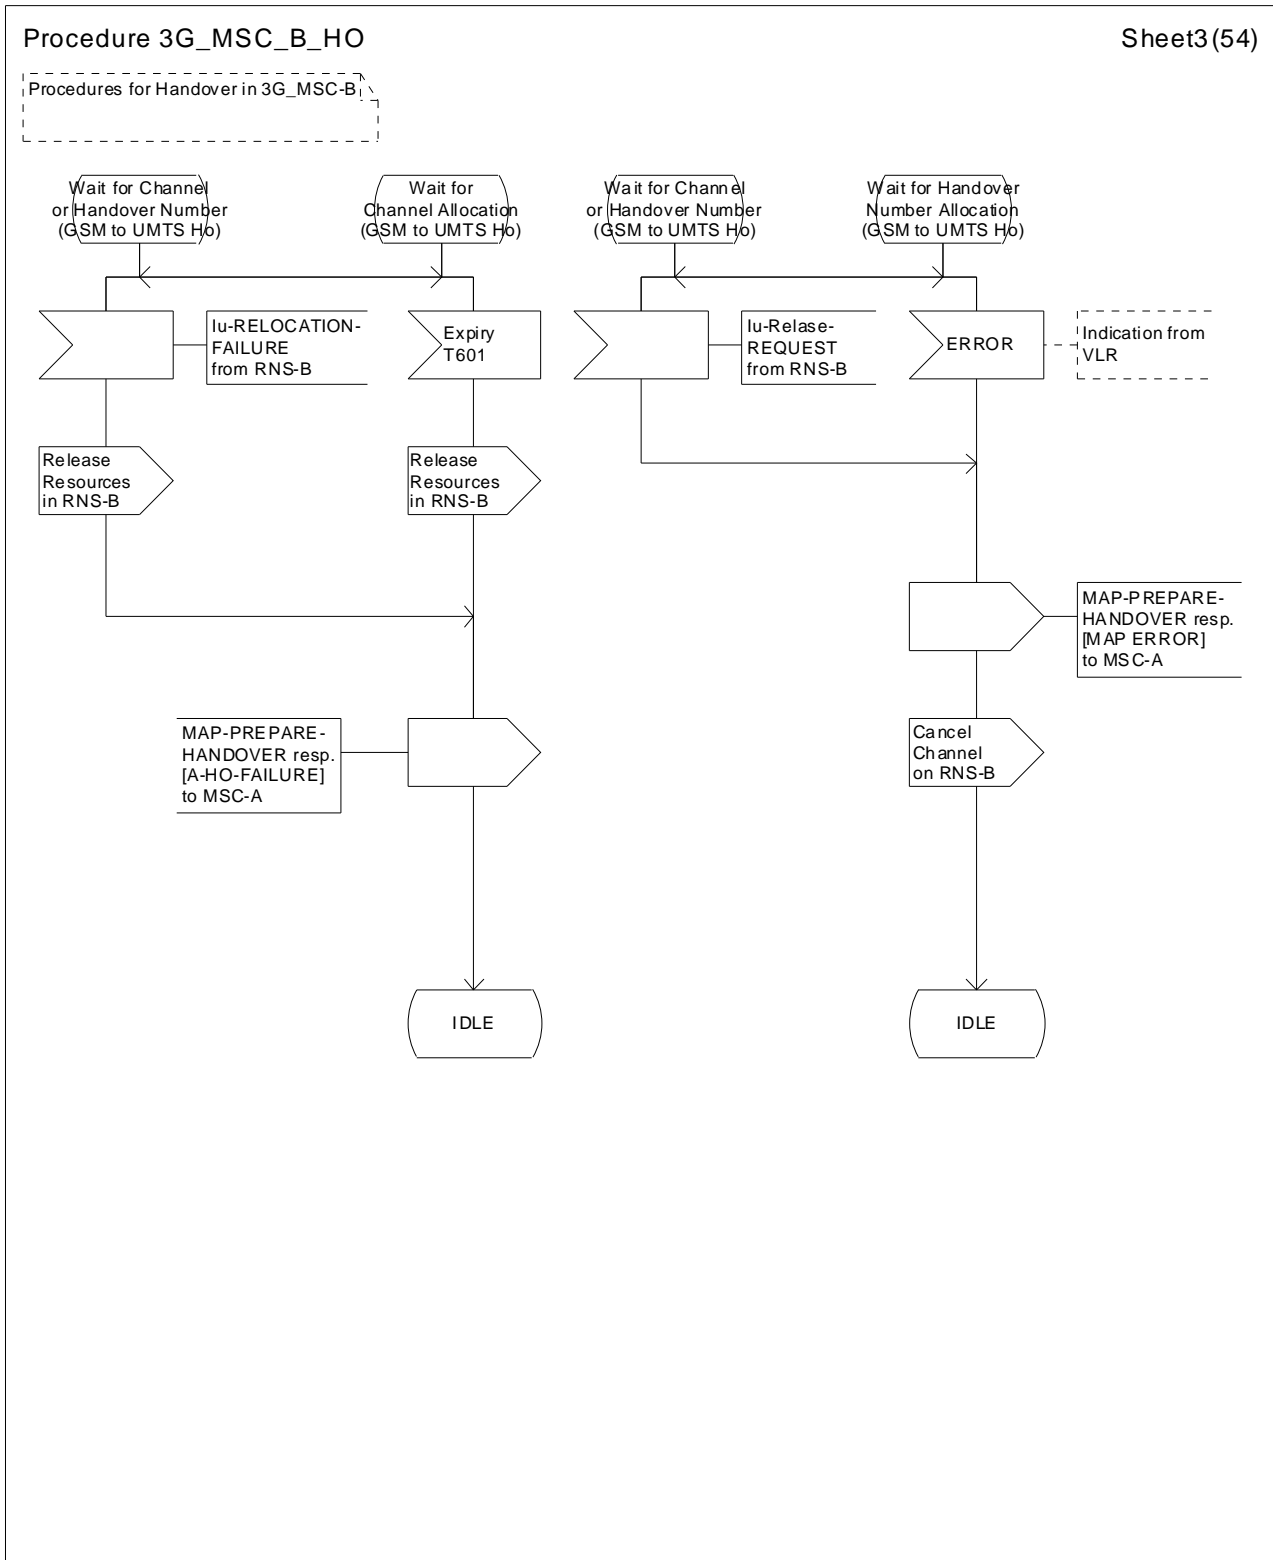 Procedure 3G_MSC_B_HO
Sheet3(54)
Procedures for Handover in 3G_MSC-B
Wait for Channel
or Handover Number
(GSM to UMTS Ho)
Wait for
Channel Allocation
(GSM to UMTS Ho)
Wait for Channel
or Handover Number
(GSM to UMTS Ho)
Wait for Handover
Number Allocation
(GSM to UMTS Ho)
Iu-RELOCATION-
FAILURE
from RNS-B
Expiry
T601
Iu-Relase-
REQUEST
from RNS-B
ERROR
Indication from
VLR
Release
Resources
in RNS-B
Release
Resources
in RNS-B
MAP-PREPARE-
HANDOVER resp.
[MAP ERROR]
to MSC-A
MAP-PREPARE-
HANDOVER resp.
[A-HO-FAILURE]
to MSC-A
Cancel
Channel
on RNS-B
IDLE
IDLE